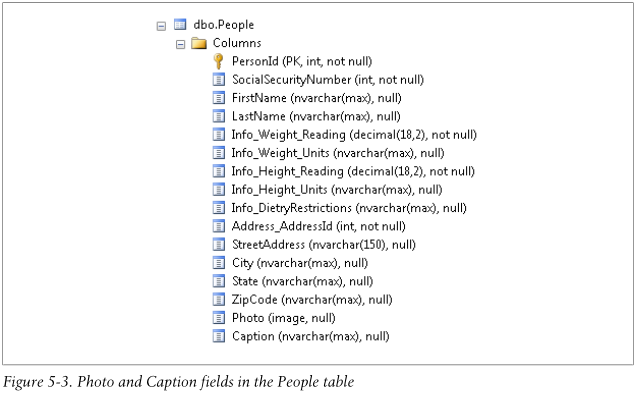 dbo.People
Columns
PersonId (PK, int, not null)
SocialSecurityNumber (int, not null)
FirstName (nvarchar(max), null)
LastName (nvarchar(max), null)
Info_Weight_Reading (decimal(18,2), not null)
Info_Weight_Units (nvarchar(max), null)
Info_Height_Reading (decimal(18,2), not null)
Info_Height_Units (nvarchar(max), null)
Info_DietryRestrictions (nvarchar(max), null)
Address_AddressId (int, not null)
StreetAddress (nvarchar(150), null)
City (nvarchar(max), null)
State (nvarchar(max), null)
ZipCode (nvarchar(max), null)
Photo (image, null)
Caption (nvarchar(max), null)
Figure 5-3. Photo and Caption fields in the People table